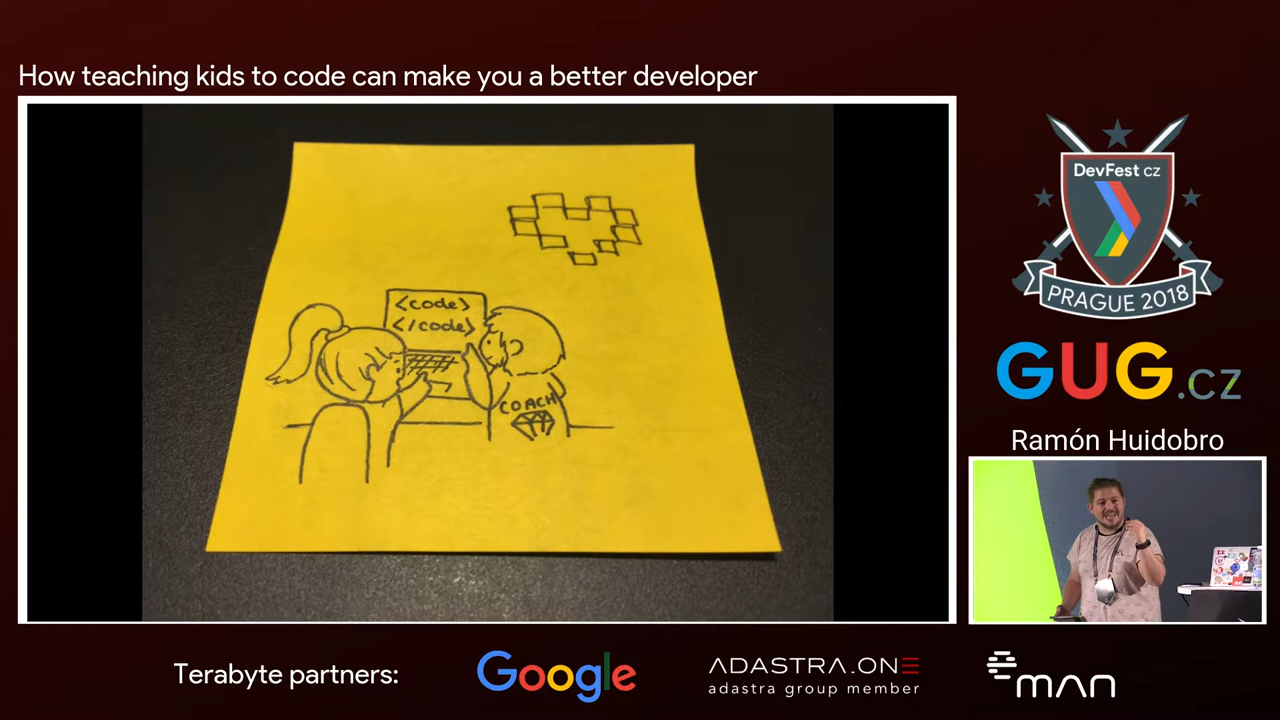 How teaching kids to code can make you a better developer
<code>
</code>
COACH
DevFest cz
PRAGUE 2018
GUG.cz
Ramón Huidobro
Terabyte partners:
Google
ADASTRA.ONE
adastra group member
eMAN